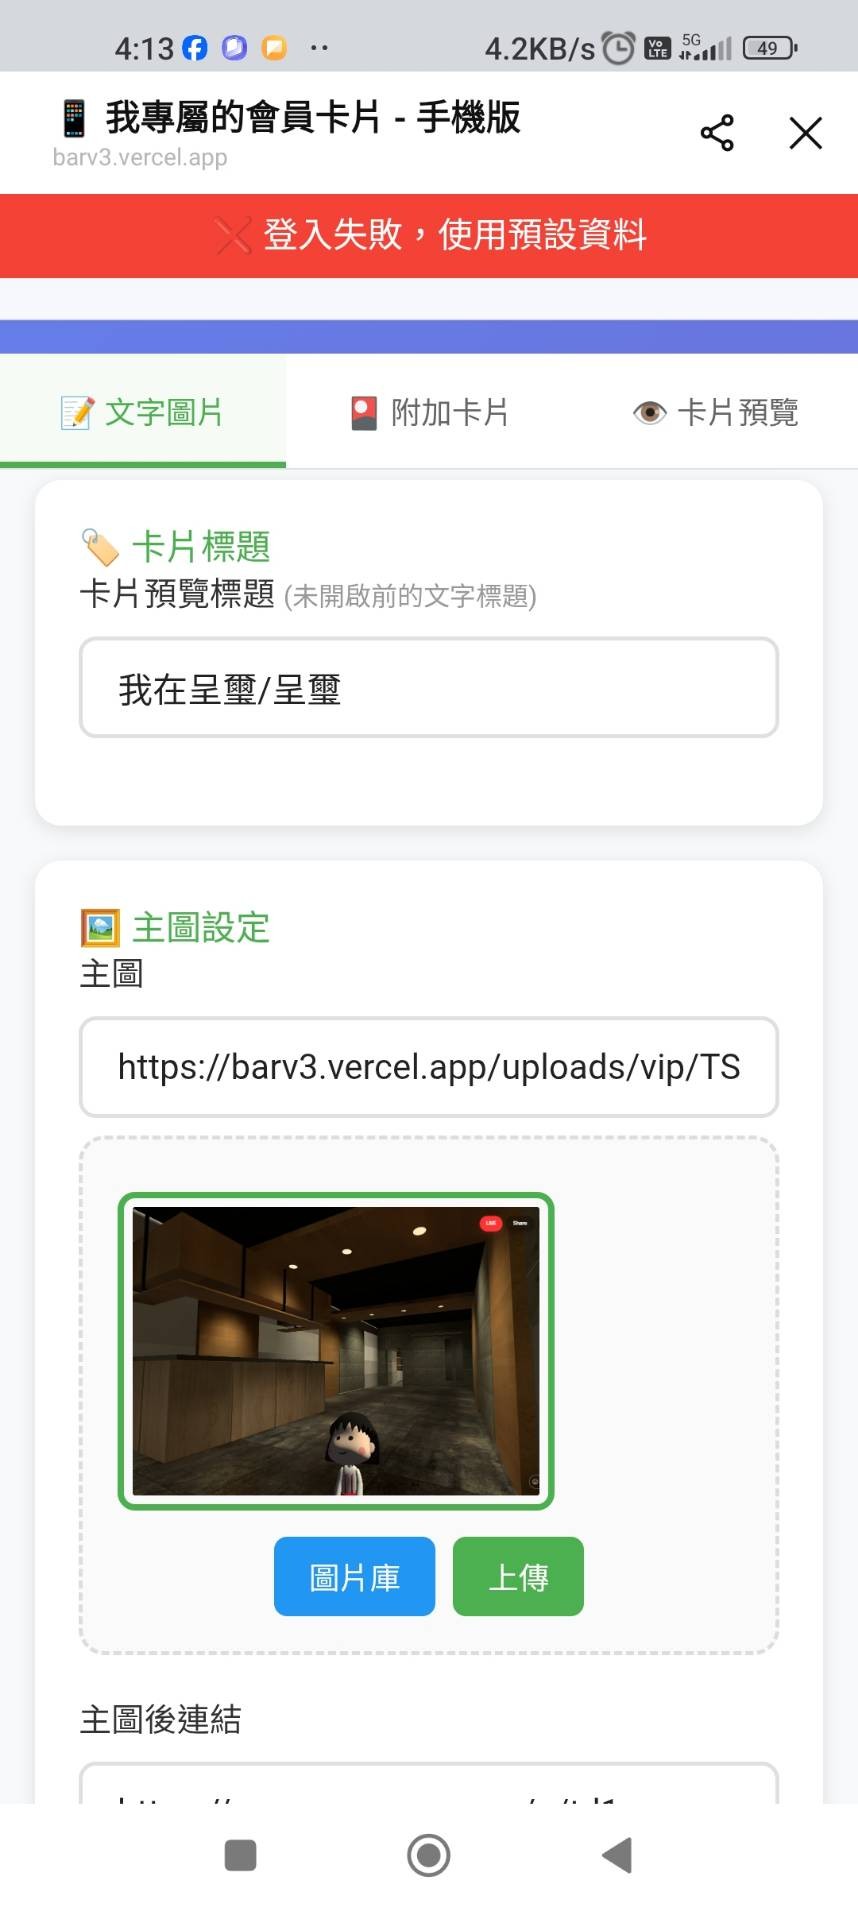 4:13
4.2KB/s
Vo LTE
5G
49
我專屬的會員卡片 - 手機版
barv3.vercel.app
登入失敗，使用預設資料
文字圖片
附加卡片
卡片預覽
卡片標題
卡片預覽標題 (未開啟前的文字標題)
我在呈璽/呈璽
主圖設定
主圖
https://barv3.vercel.app/uploads/vip/TS
LIVE
Share
圖片庫
上傳
主圖後連結